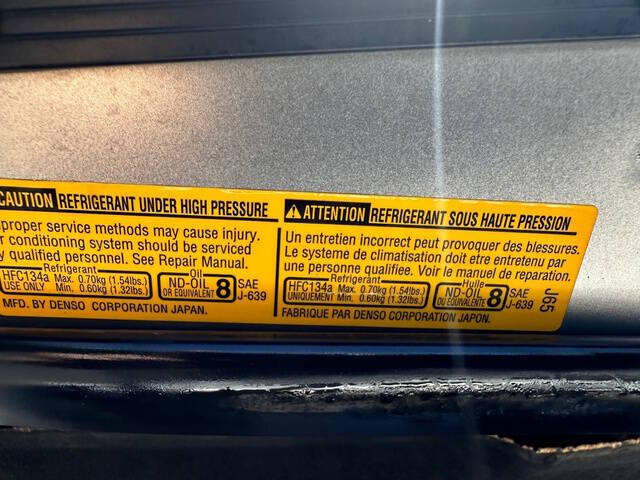 CAUTION REFRIGERANT UNDER HIGH PRESSURE
proper service methods may cause injury.
conditioning system should be serviced
qualified personnel. See Repair Manual.
Refrigerant Oil
HFC134a Max. 0.70kg (1.54lbs.) ND-OIL 8 SAE
USE ONLY Min. 0.60kg (1.32lbs.) OR EQUIVALENT J-639
MFD. BY DENSO CORPORATION JAPAN.
ATTENTION REFRIGERANT SOUS HAUTE PRESSION
Un entretien incorrect peut provoquer des blessures.
Le systeme de climatisation doit etre entretenu par
une personne qualifiée. Voir le manuel de reparation.
Refrigerant Huile
HFC134a Max. 0.70kg (1.54lbs.) ND-OIL 8 SAE
UNIQUEMENT Min. 0.60kg (1.32lbs.) OU ÉQUIVALENTE J-639
FABRIQUE PAR DENSO CORPORATION JAPON.
J65